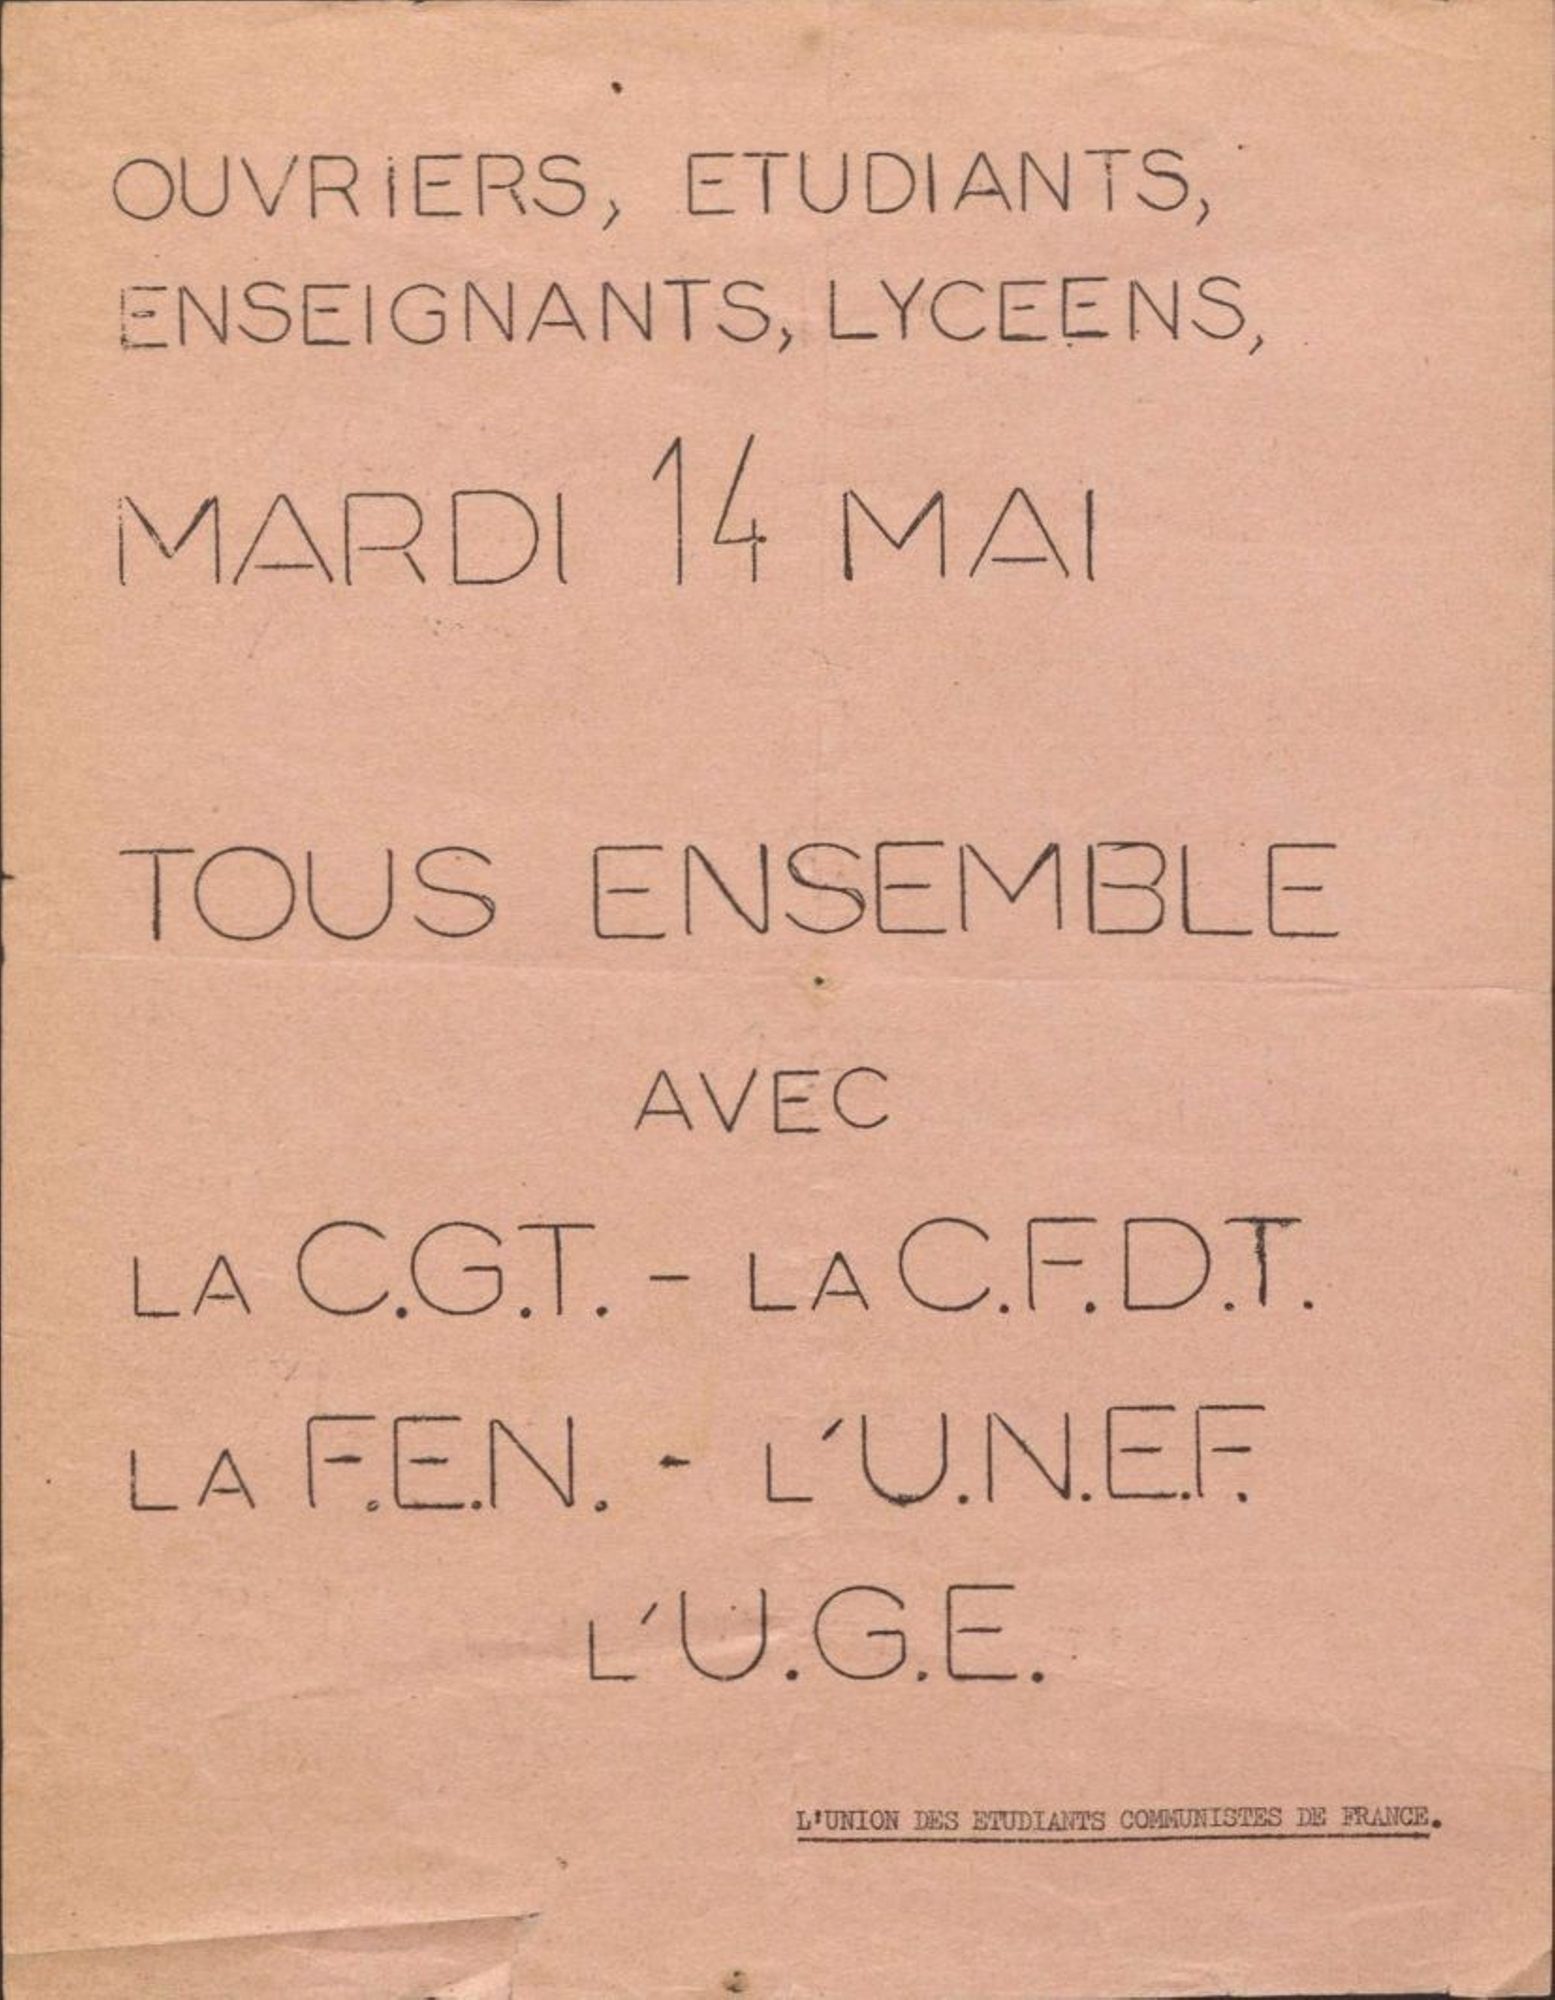 OUVRIERS, ETUDIANTS,
ENSEIGNANTS, LYCEENS,
MARDI 14 MAI
TOUS ENSEMBLE
AVEC
LA C.G.T. - LA C.F.D.T.
LA F.E.N. - L'U.N.E.F.
L'U.G.E.
L'UNION DES ETUDIANTS COMMUNISTES DE FRANCE.